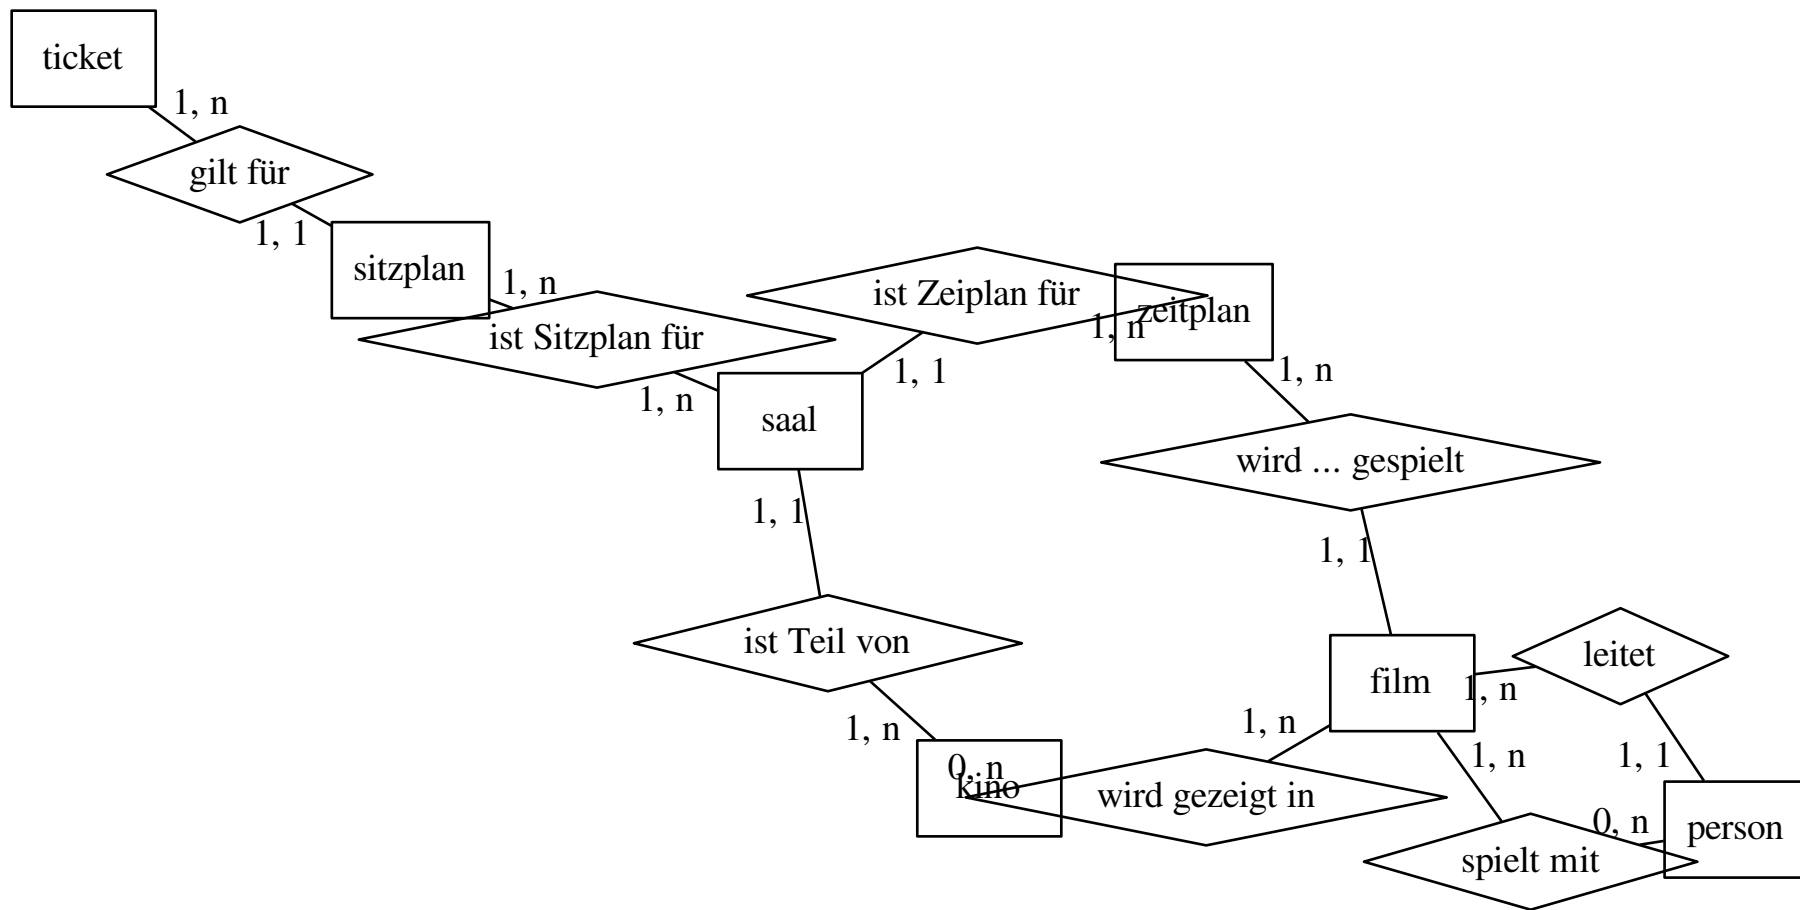 ticket
1, n
gilt für
1, 1
sitzplan
1, n
ist Zeiplan für
zeitplan
1, n
ist Sitzplan für
1, 1
1, n
1, n
saal
wird ... gespielt
1, 1
1, 1
ist Teil von
leitet
film
1, n
1, n
1, n
1, n
1, 1
0, n
kino
wird gezeigt in
0, n
person
spielt mit